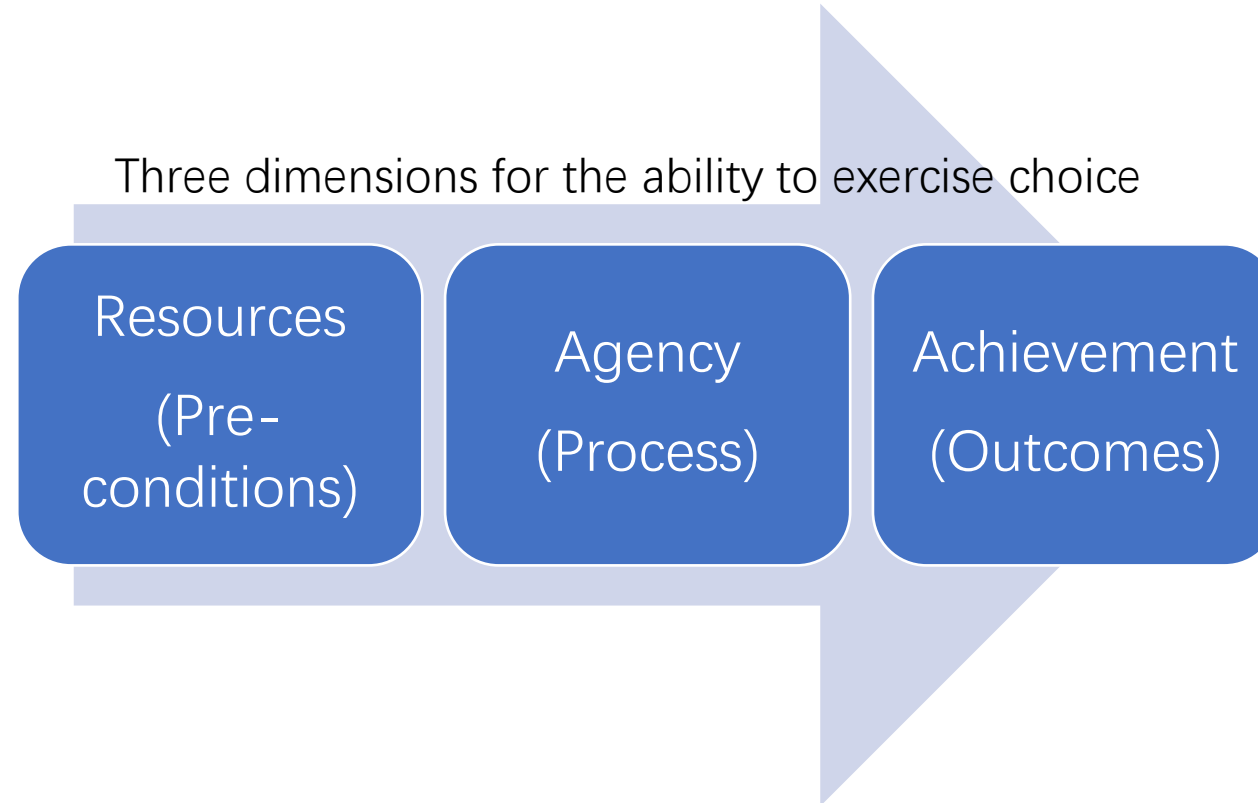 Three dimensions for the ability to exercise choice
Resources
(Pre-
conditions)
Agency
(Process)
Achievement
(Outcomes)